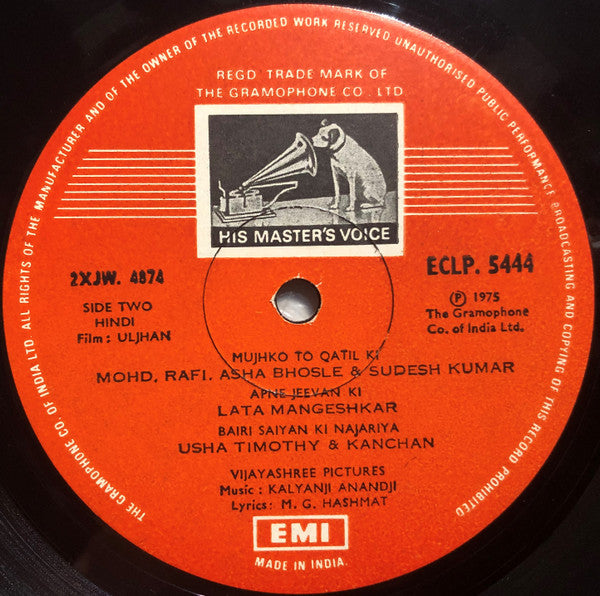 THE GRAMOPHONE CO. OF INDIA LTD. ALL RIGHTS OF THE MANUFACTURER AND OF THE OWNER OF THE RECORDED WORK RESERVED UNAUTHORISED PUBLIC PERFORMANCE BROADCASTING AND COPYING OF THIS RECORD PROHIBITED
REGD. TRADE MARK OF
THE GRAMOPHONE CO. LTD.
HIS MASTER'S VOICE
2XJW. 4874
ECLP. 5444
SIDE TWO
HINDI
Film : ULJHAN
℗ 1975
The Gramophone
Co. of India Ltd.
MUJHKO TO QATIL KI
MOHD. RAFI. ASHA BHOSLE & SUDESH KUMAR
APNE JEEVAN KI
LATA MANGESHKAR
BAIRI SAIYAN KI NAJARIYA
USHA TIMOTHY & KANCHAN
VIJAYASHREE PICTURES
Music : KALYANJI ANANDJI
Lyrics: M. G. HASHMAT
EMI
MADE IN INDIA.